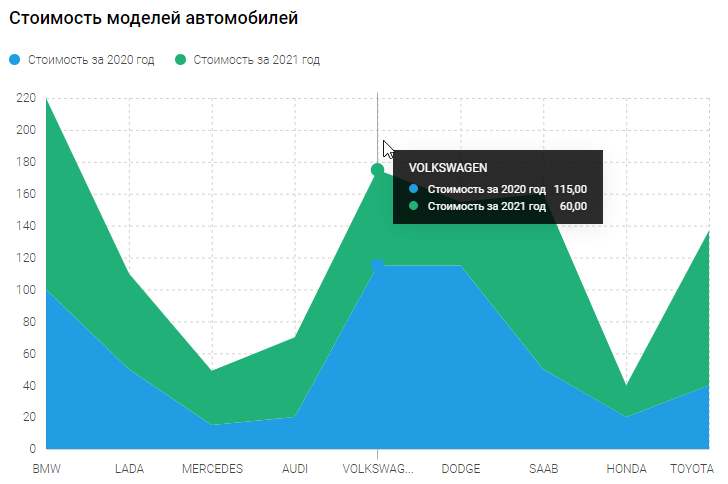 Стоимость моделей автомобилей
Стоимость за 2020 год Стоимость за 2021 год
220
200
180
160
140
120
100
80
60
40
20
0
VOLKSWAGEN
Стоимость за 2020 год 115,00
Стоимость за 2021 год 60,00
BMW LADA MERCEDES AUDI VOLKSWAG... DODGE SAAB HONDA TOYOTA